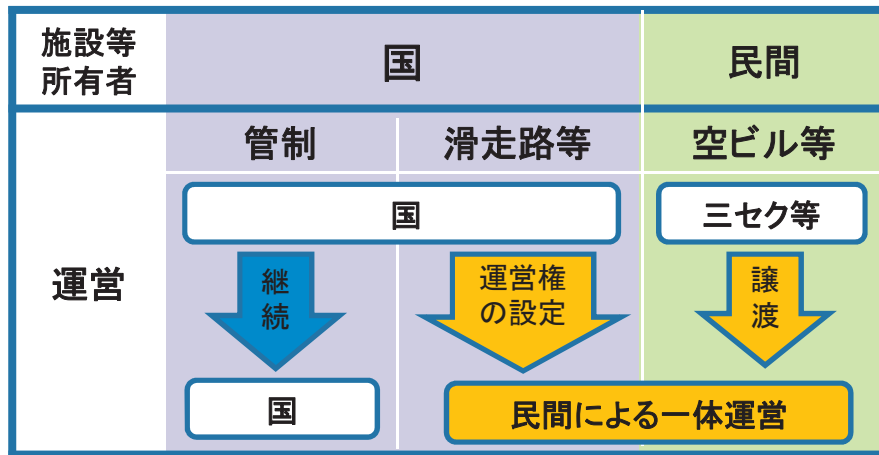 施設等
所有者
国
民間
運営
管制
滑走路等
空ビル等
国
三セク等
継
続
運営権
の設定
譲
渡
国
民間による一体運営